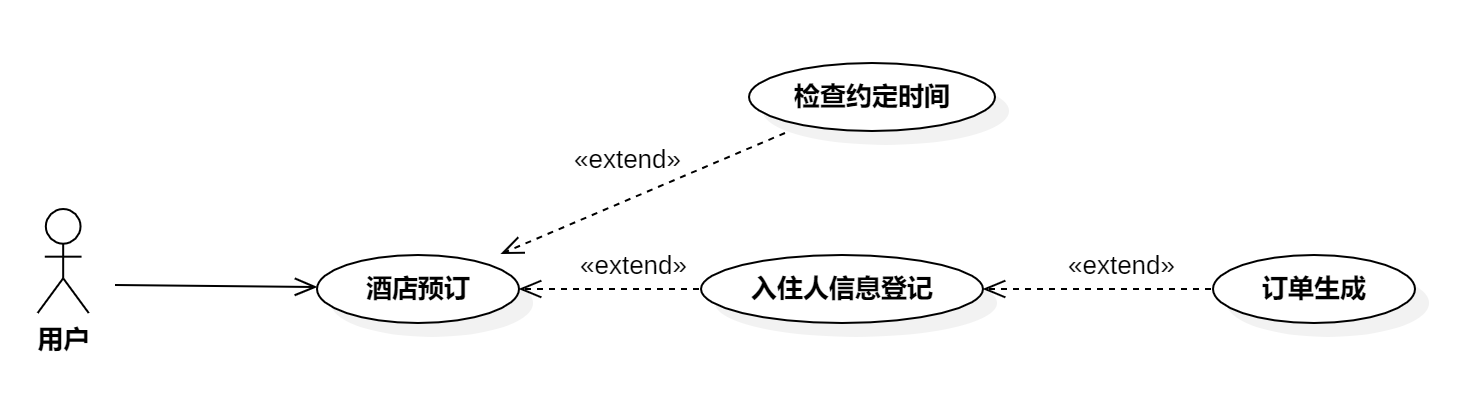 检查约定时间
«extend»
用户
酒店预订
«extend»
入住人信息登记
«extend»
订单生成